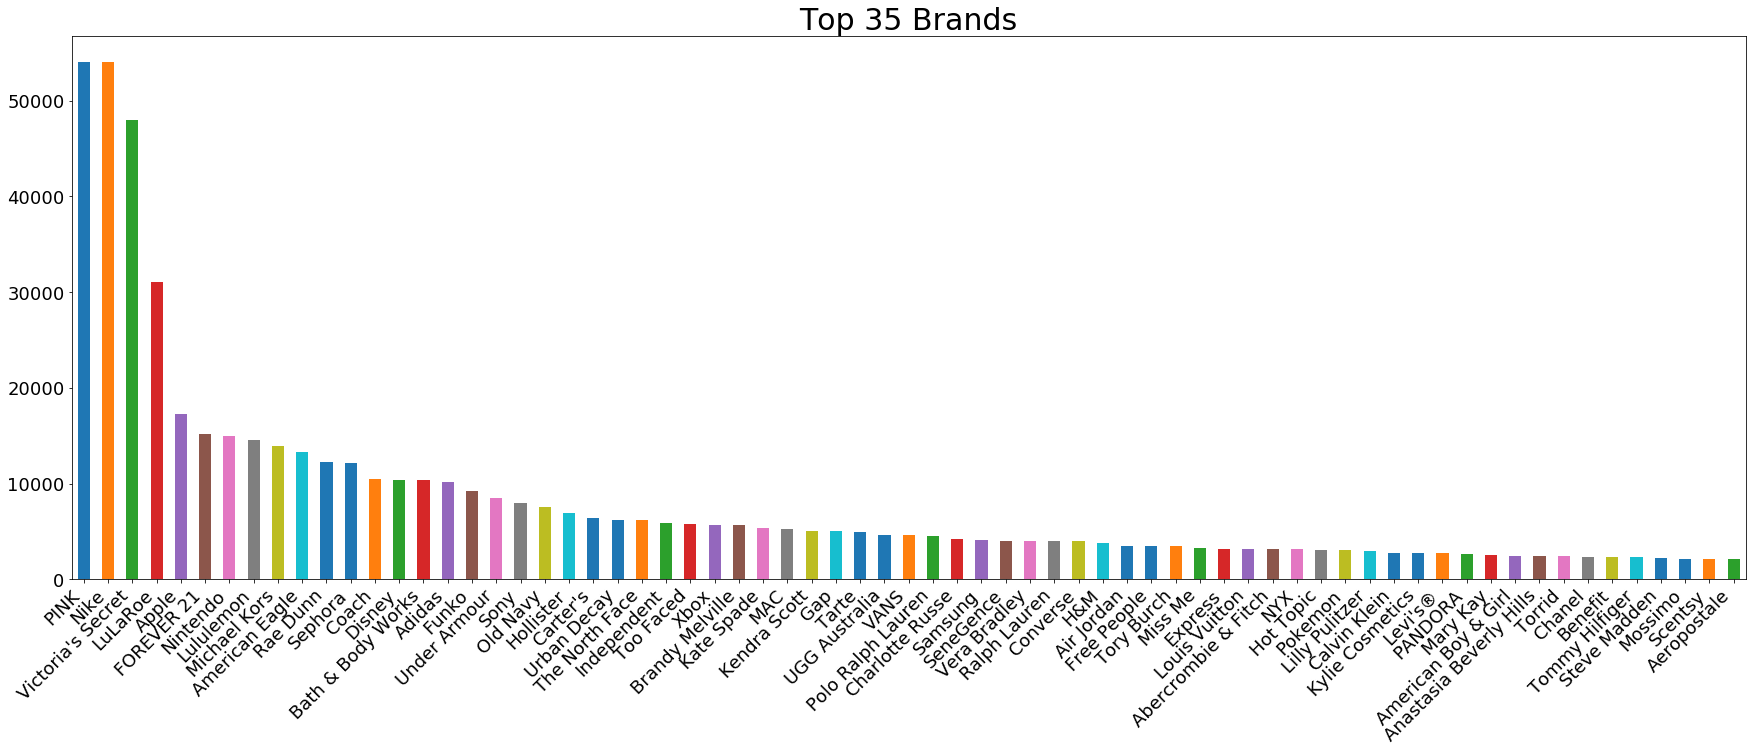 Top 35 Brands
50000
40000
30000
20000
10000
0
PINK
Nike
Victoria's Secret
LuLaRoe
Apple
FOREVER 21
Nintendo
Lululemon
Michael Kors
American Eagle
Rae Dunn
Sephora
Coach
Disney
Bath & Body Works
Adidas
Funko
Under Armour
Sony
Old Navy
Hollister
Carter's
Urban Decay
The North Face
Independent
Too Faced
Xbox
Brandy Melville
Kate Spade
MAC
Kendra Scott
Gap
Tarte
UGG Australia
VANS
Polo Ralph Lauren
Charlotte Russe
Samsung
SeneGence
Vera Bradley
Ralph Lauren
Converse
H&M
Air Jordan
Free People
Tory Burch
Miss Me
Express
Louis Vuitton
Abercrombie & Fitch
NYX
Hot Topic
Pokemon
Lilly Pulitzer
Calvin Klein
Kylie Cosmetics
Levi's®
PANDORA
Mary Kay
American Boy & Girl
Anastasia Beverly Hills
Torrid
Chanel
Benefit
Tommy Hilfiger
Steve Madden
Mossimo
Scentsy
Aeropostale